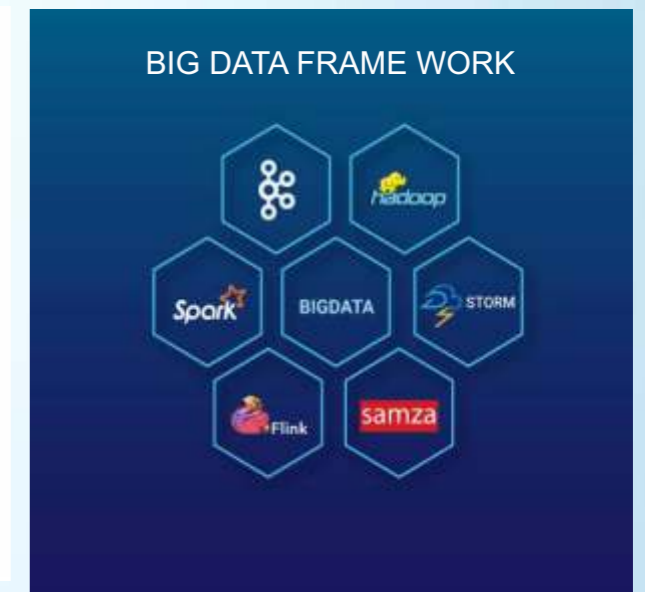 BIG DATA FRAME WORK
hadoop
Spark
BIGDATA
STORM
Flink
samza